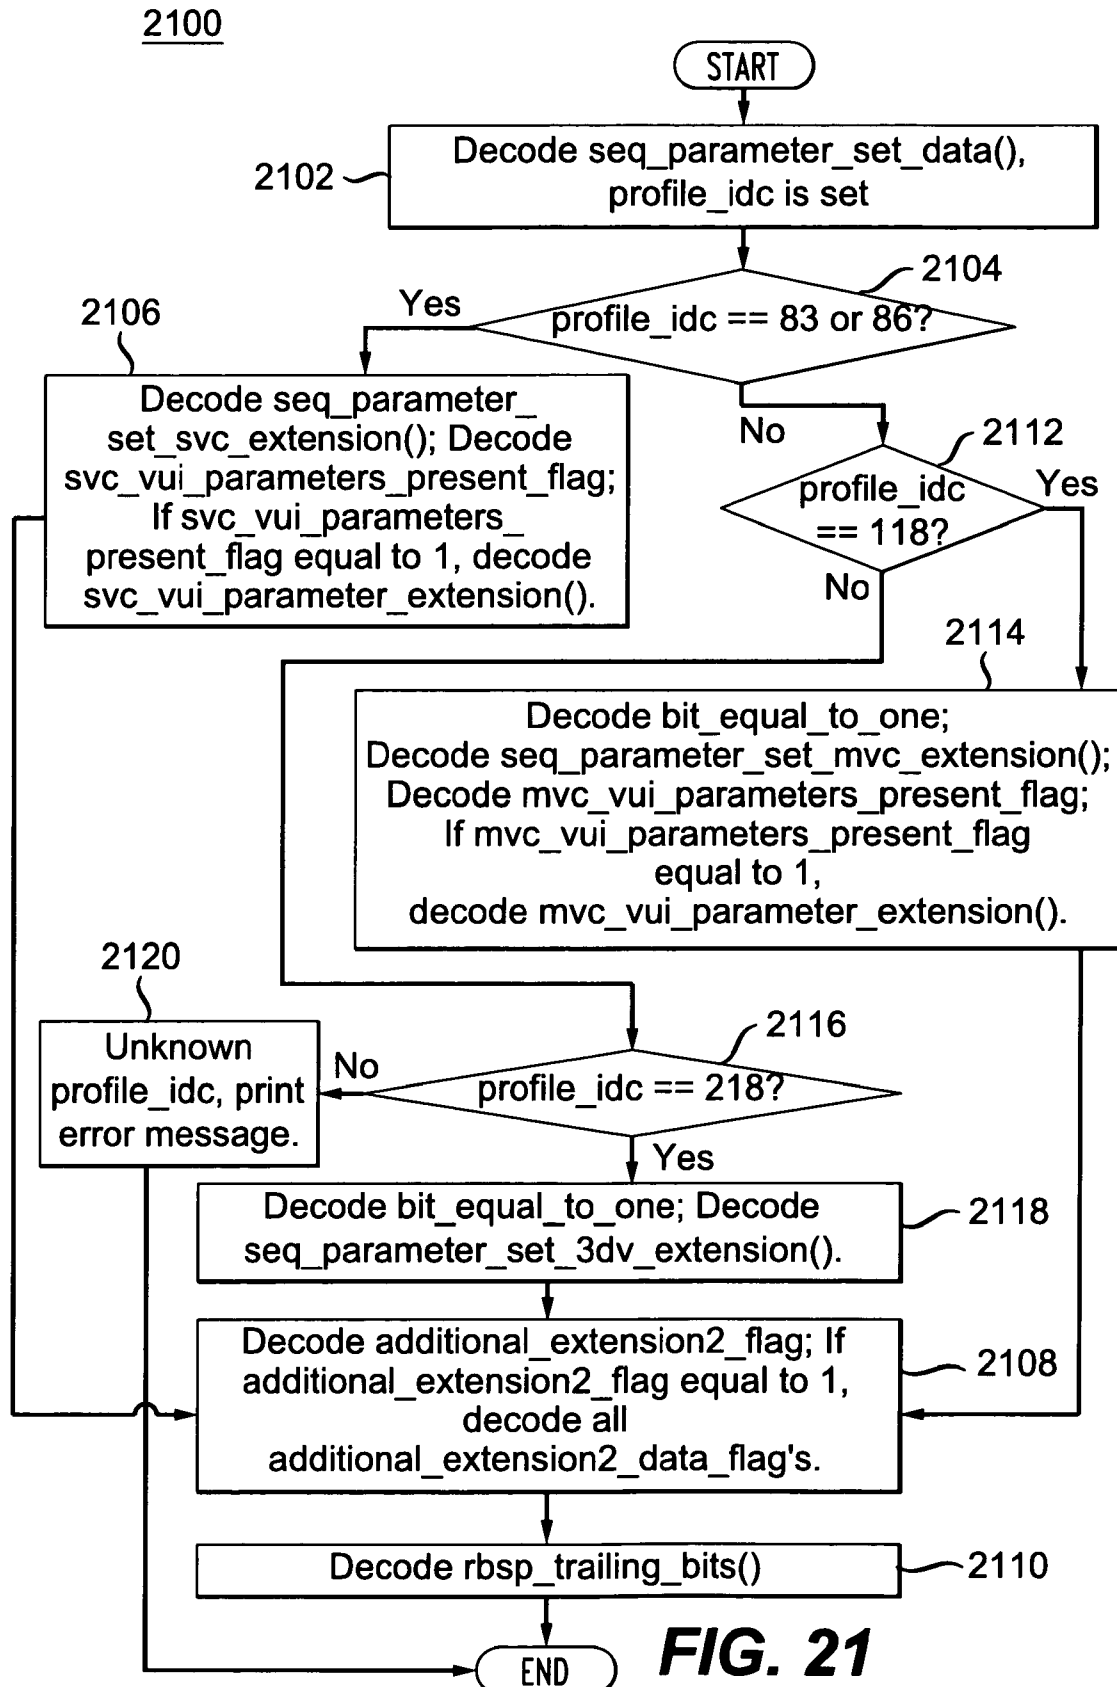 2100
START
2102
Decode seq_parameter_set_data(),
profile_idc is set
2104
profile_idc == 83 or 86?
Yes
2106
Decode seq_parameter_
set_svc_extension(); Decode
svc_vui_parameters_present_flag;
If svc_vui_parameters_
present_flag equal to 1, decode
svc_vui_parameter_extension().
No
2112
profile_idc
== 118?
Yes
No
2114
Decode bit_equal_to_one;
Decode seq_parameter_set_mvc_extension();
Decode mvc_vui_parameters_present_flag;
If mvc_vui_parameters_present_flag
equal to 1,
decode mvc_vui_parameter_extension().
2120
Unknown
profile_idc, print
error message.
No
2116
profile_idc == 218?
Yes
Decode bit_equal_to_one; Decode
seq_parameter_set_3dv_extension().
2118
Decode additional_extension2_flag; If
additional_extension2_flag equal to 1,
decode all
additional_extension2_data_flag's.
2108
Decode rbsp_trailing_bits()
2110
END
FIG. 21